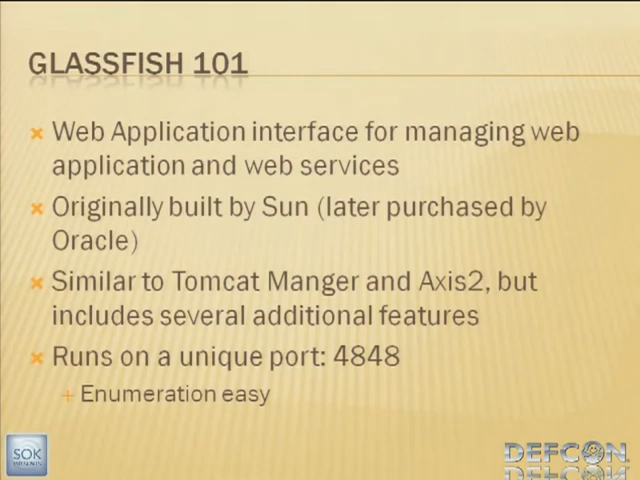 GLASSFISH 101
Web Application interface for managing web
application and web services
Originally built by Sun (later purchased by
Oracle)
Similar to Tomcat Manger and Axis2, but
includes several additional features
Runs on a unique port: 4848
Enumeration easy
SOK
DEFCON